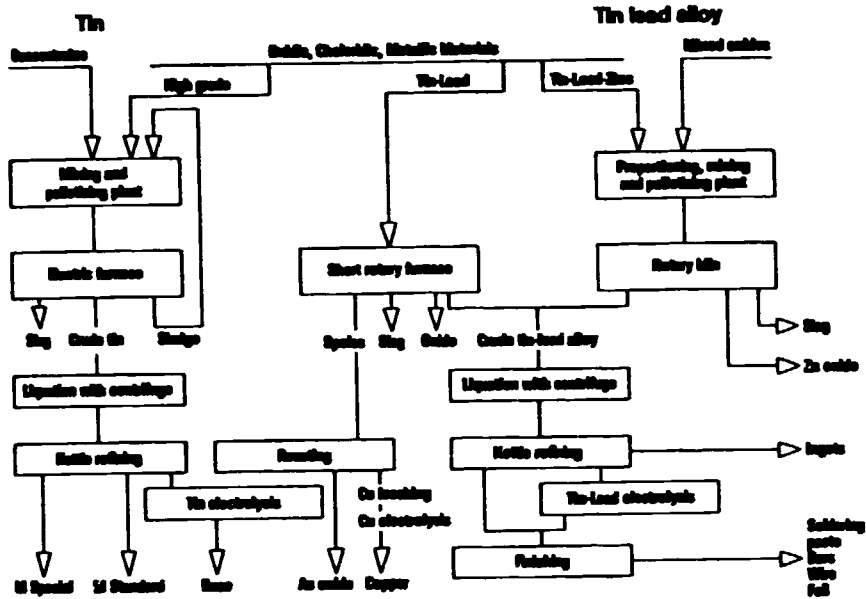 Tin
Tin lead alloy
Concentrates
Oxidic, Metallic Materials
Mixed oxides
High grade
Tin-Lead
Tin-Lead-Zinc
Mixing and
pelletizing plant
Proportioning, mixing
and pelletizing plant
Electric furnace
Short rotary furnace
Rotary kiln
Slag
Crude tin
Sludge
Speiss
Slag
Oxide
Crude tin-lead alloy
Slag
Zn oxide
Liquation with centrifuge
Liquation with centrifuge
Kettle refining
Roasting
Kettle refining
Ingots
Tin electrolysis
Cu leaching
Cu electrolysis
Tin-Lead electrolysis
Finishing
Soldering
paste
Bars
Wire
Foil
Special
Standard
As oxide
Copper